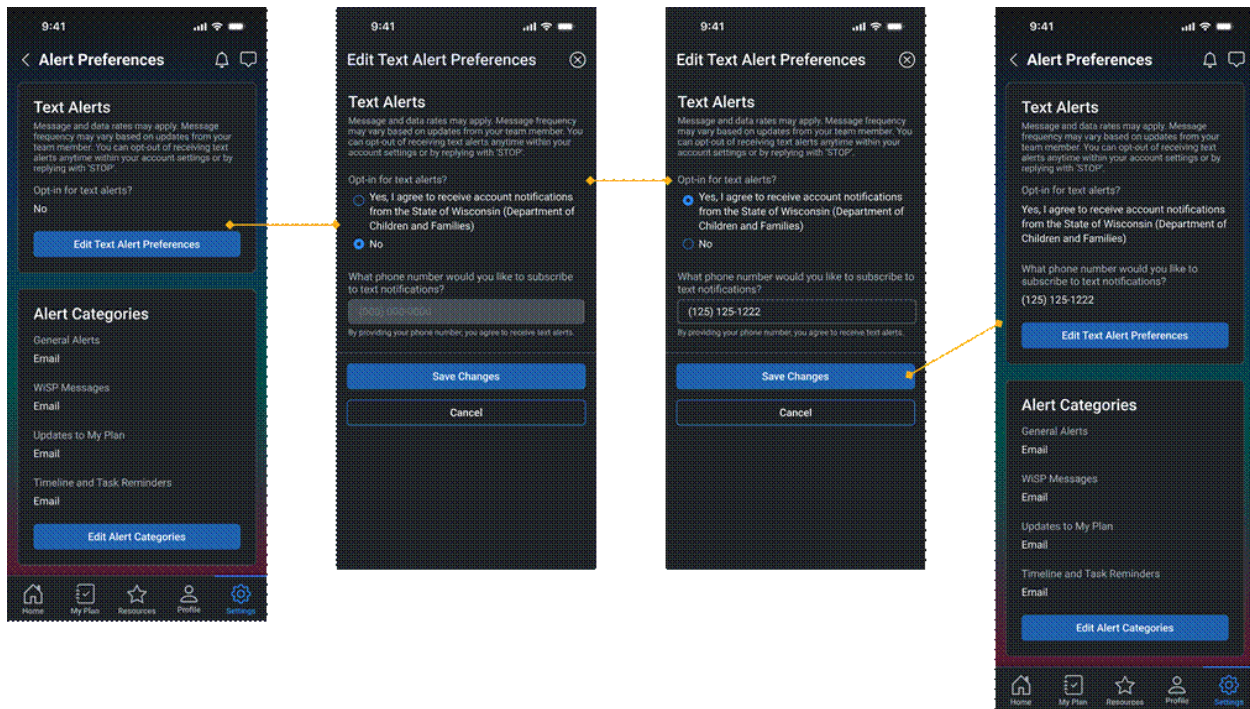 9:41
Alert Preferences
Text Alerts
Message and data rates may apply. Message
frequency may vary based on updates from your
team member. You can opt-out of receiving text
alerts anytime within your account settings or by
replying with 'STOP'.
Opt-in for text alerts?
No
Edit Text Alert Preferences
Alert Categories
General Alerts
Email
WiSP Messages
Email
Updates to My Plan
Email
Timeline and Task Reminders
Email
Edit Alert Categories
Home
My Plan
Resources
Profile
Settings
9:41
Edit Text Alert Preferences
Text Alerts
Message and data rates may apply. Message frequency
may vary based on updates from your team member. You
can opt-out of receiving text alerts anytime within your
account settings or by replying with 'STOP'.
Opt-in for text alerts?
Yes, I agree to receive account notifications
from the State of Wisconsin (Department of
Children and Families)
No
What phone number would you like to subscribe
to text notifications?
(000) 000-0000
By providing your phone number, you agree to receive text alerts.
Save Changes
Cancel
9:41
Edit Text Alert Preferences
Text Alerts
Message and data rates may apply. Message frequency
may vary based on updates from your team member. You
can opt-out of receiving text alerts anytime within your
account settings or by replying with 'STOP'.
Opt-in for text alerts?
Yes, I agree to receive account notifications
from the State of Wisconsin (Department of
Children and Families)
No
What phone number would you like to subscribe to
text notifications?
(125) 125-1222
By providing your phone number, you agree to receive text alerts.
Save Changes
Cancel
9:41
Alert Preferences
Text Alerts
Message and data rates may apply. Message
frequency may vary based on updates from your
team member. You can opt-out of receiving text
alerts anytime within your account settings or by
replying with 'STOP'.
Opt-in for text alerts?
Yes, I agree to receive account notifications
from the State of Wisconsin (Department of
Children and Families)
What phone number would you like to
subscribe to text notifications?
(125) 125-1222
Edit Text Alert Preferences
Alert Categories
General Alerts
Email
WiSP Messages
Email
Updates to My Plan
Email
Timeline and Task Reminders
Email
Edit Alert Categories
Home
My Plan
Resources
Profile
Settings